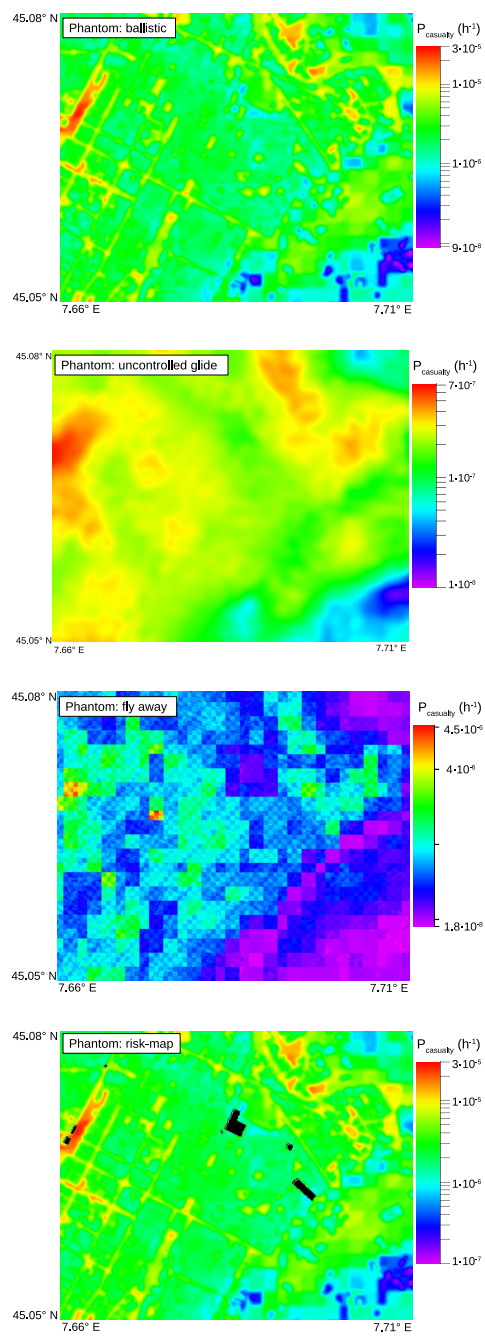 45.08° N
Phantom: ballistic
P_casualty (h⁻¹)
3•10⁻⁵
1•10⁻⁵
1•10⁻⁶
9•10⁻⁸
45.05° N
7.66° E
7.71° E
45.08° N
Phantom: uncontrolled glide
P_casualty (h⁻¹)
7•10⁻⁷
1•10⁻⁷
1•10⁻⁸
45.05° N
7.66° E
7.71° E
45.08° N
Phantom: fly away
P_casualty (h⁻¹)
4.5•10⁻⁶
4•10⁻⁶
1.8•10⁻⁸
45.05° N
7.66° E
7.71° E
45.08° N
Phantom: risk-map
P_casualty (h⁻¹)
3•10⁻⁵
1•10⁻⁵
1•10⁻⁶
1•10⁻⁷
45.05° N
7.66° E
7.71° E